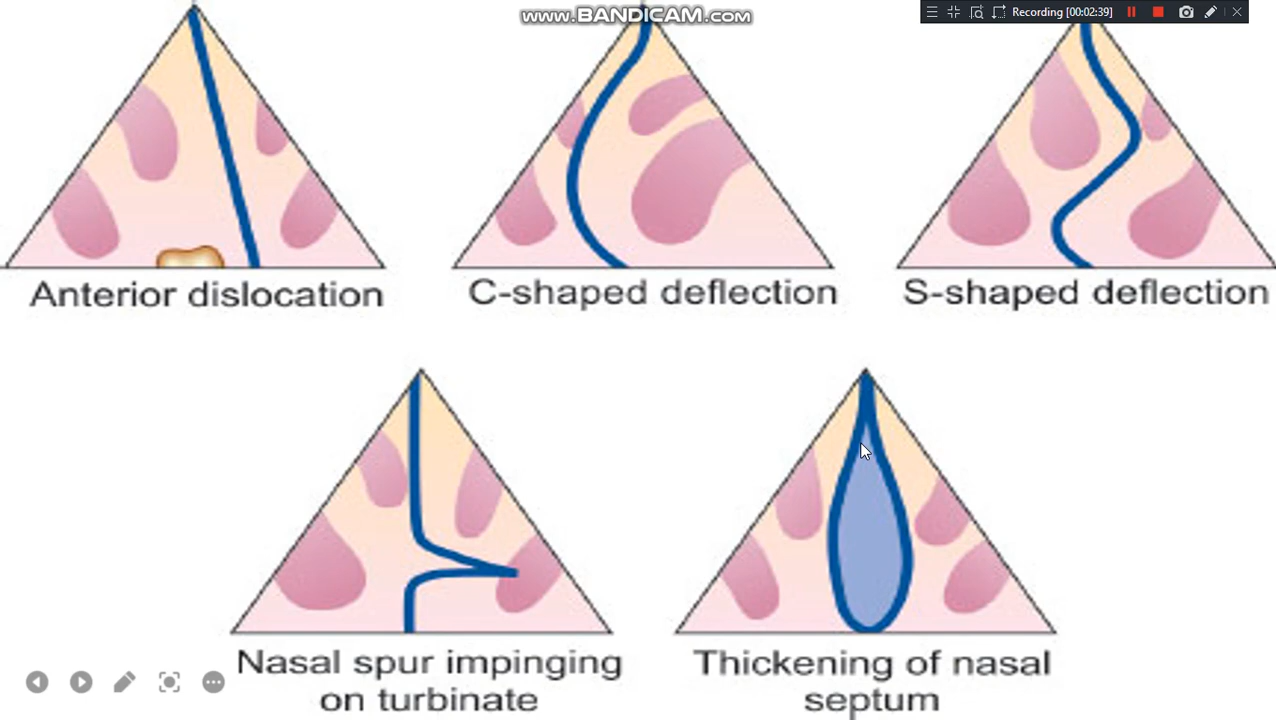 www.BANDICAM.com
Recording [00:02:39]
Anterior dislocation
C-shaped deflection
S-shaped deflection
Nasal spur impinging
on turbinate
Thickening of nasal
septum